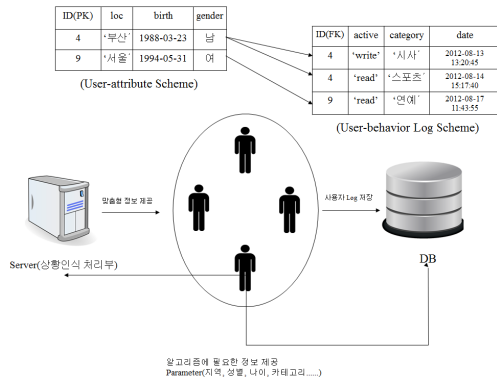 ID(PK) loc birth gender
4 '부산' 1988-03-23 남
9 '서울' 1994-05-31 여
(User-attribute Scheme)
ID(FK) active category date
4 'write' '시사' 2012-08-13 13:20:45
4 'read' '스포츠' 2012-08-14 15:17:40
9 'read' '연예' 2012-08-17 11:43:55
(User-behavior Log Scheme)
맞춤형 정보 제공
사용자 Log 저장
Server(상황인식 처리부)
DB
알고리즘에 필요한 정보 제공
Parameter(지역, 성별, 나이, 카테고리......)